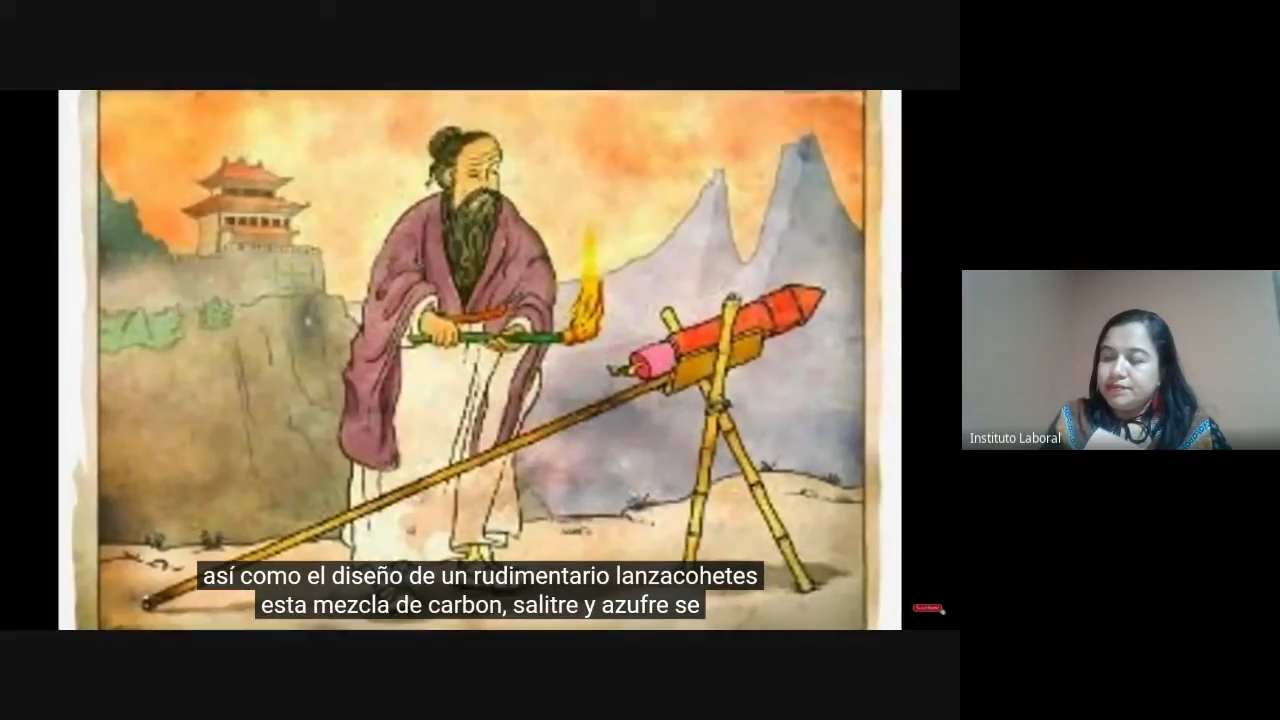 así como el diseño de un rudimentario lanzacohetes
esta mezcla de carbon, salitre y azufre se
Instituto Laboral